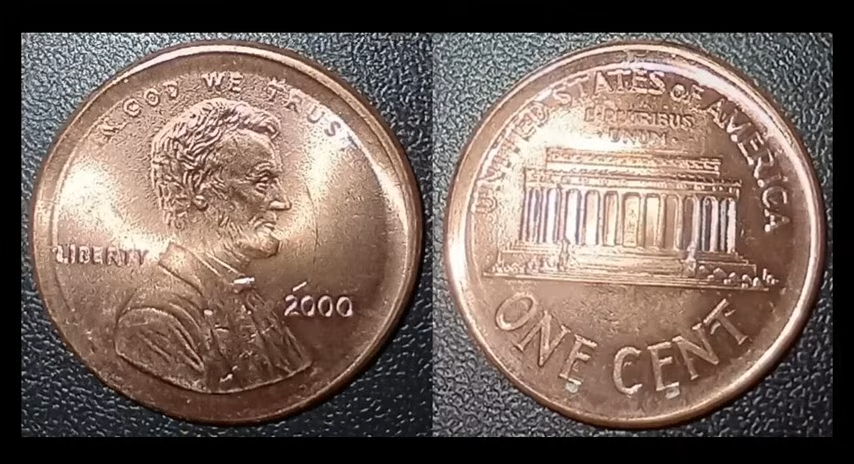 IN GOD WE TRUST
LIBERTY
2000
UNITED STATES OF AMERICA
E·PLURIBUS
UNUM
ONE CENT